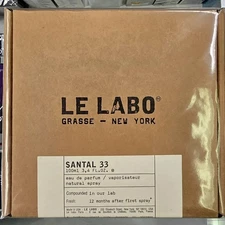 LE LABO®
GRASSE – NEW YORK
SANTAL 33
100ML 3,4 fl.oz. ℮
eau de parfum / vaporisateur
natural spray
Compounded in our lab
Fresh 12 months after first spray*